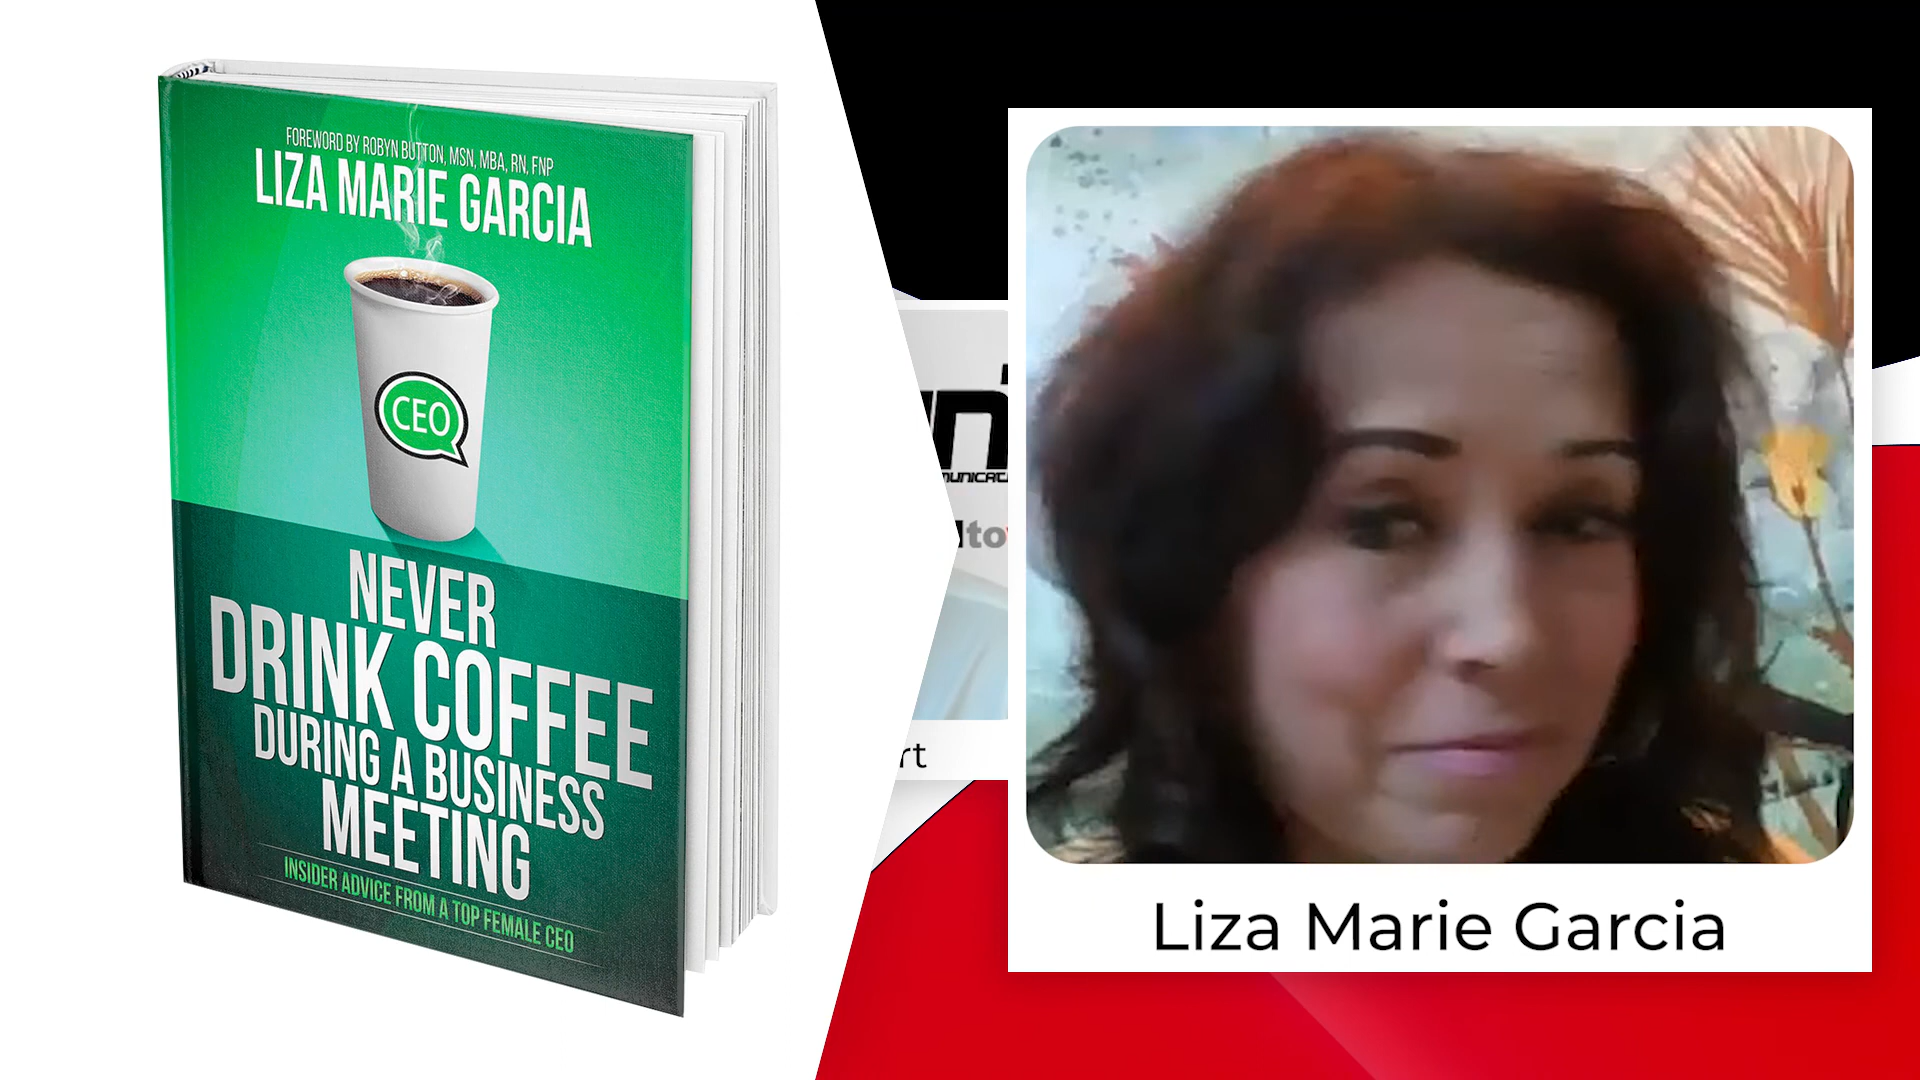 FOREWORD BY ROBYN BUTTON, MSN, MBA, RN, FNP
LIZA MARIE GARCIA
CEO
NEVER
DRINK COFFEE
DURING A BUSINESS
MEETING
INSIDER ADVICE FROM A TOP FEMALE CEO
Liza Marie Garcia